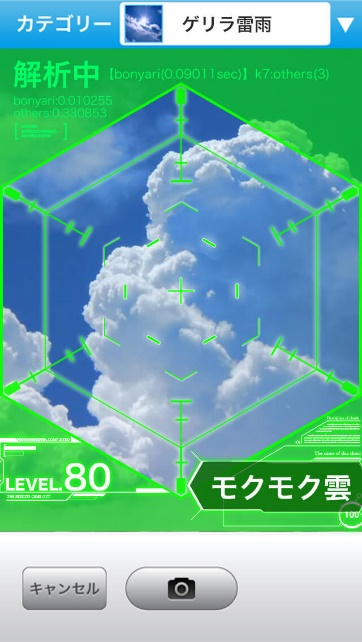 カテゴリー ゲリラ雷雨 ▼
解析中 【bonyari(0.09011sec)】k7:others(3)
bonyari:0.010255
others:0.330853
LEVEL.80
モクモク雲
100
キャンセル